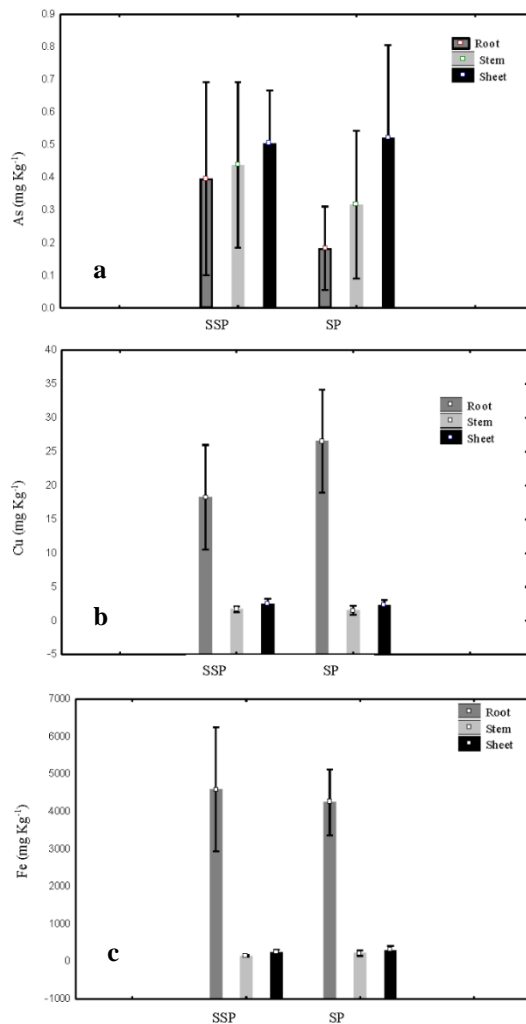 0.9
0.8
0.7
0.6
0.5
0.4
0.3
0.2
0.1
0.0
As (mg Kg⁻¹)
Root
Stem
Sheet
a
SSP SP
40
35
30
25
20
15
10
5
0
-5
Cu (mg Kg⁻¹)
Root
Stem
Sheet
b
SSP SP
7000
6000
5000
4000
3000
2000
1000
0
-1000
Fe (mg Kg⁻¹)
Root
Stem
Sheet
c
SSP SP